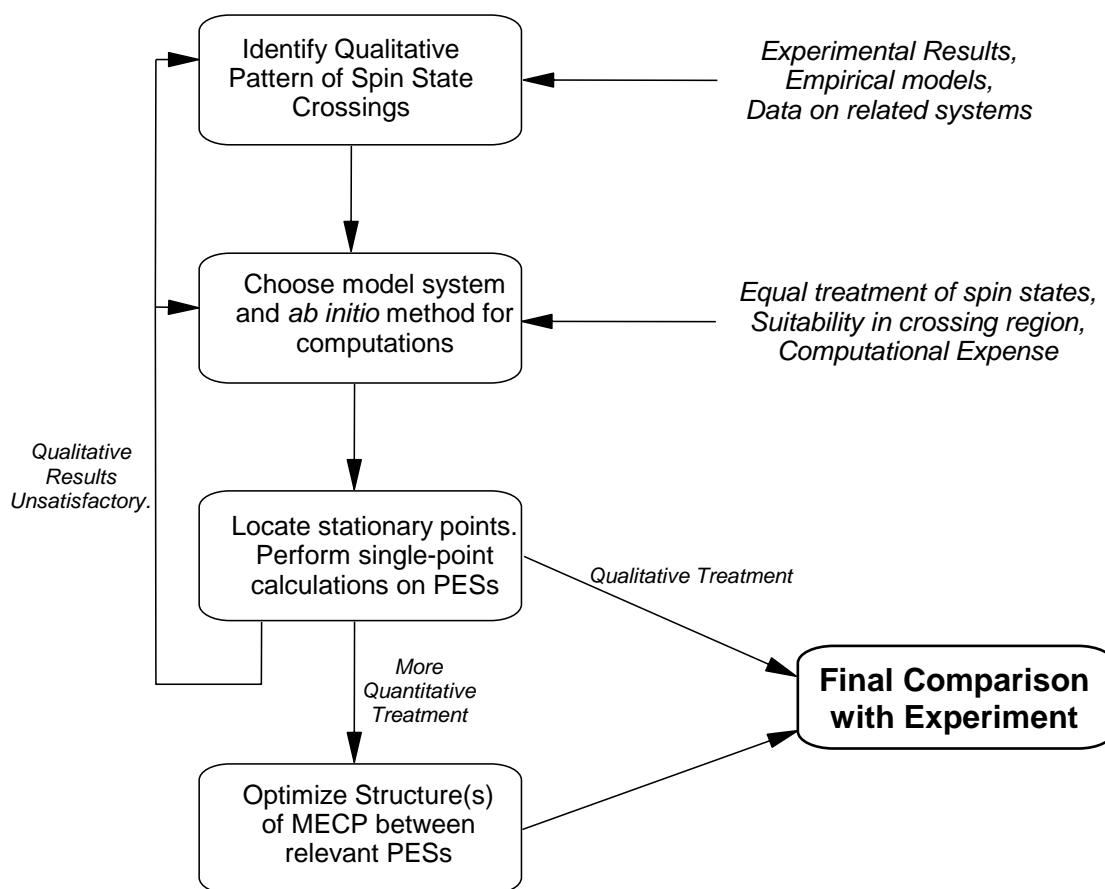 Identify Qualitative
Pattern of Spin State
Crossings
Experimental Results,
Empirical models,
Data on related systems
Choose model system
and ab initio method for
computations
Equal treatment of spin states,
Suitability in crossing region,
Computational Expense
Qualitative
Results
Unsatisfactory.
Locate stationary points.
Perform single-point
calculations on PESs
Qualitative Treatment
More
Quantitative
Treatment
Final Comparison
with Experiment
Optimize Structure(s)
of MECP between
relevant PESs